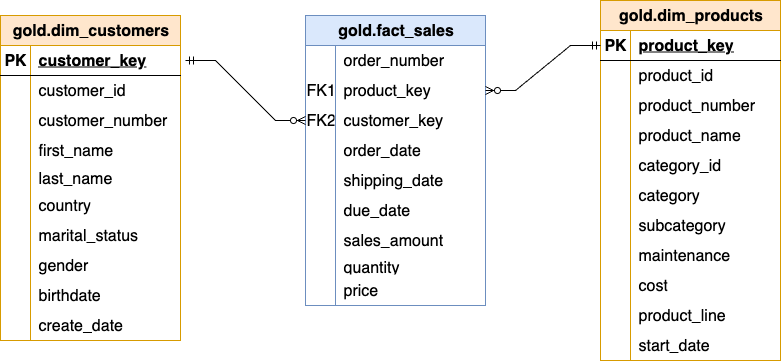 gold.dim_customers
PK customer_key
customer_id
customer_number
first_name
last_name
country
marital_status
gender
birthdate
create_date
gold.fact_sales
order_number
FK1 product_key
FK2 customer_key
order_date
shipping_date
due_date
sales_amount
quantity
price
gold.dim_products
PK product_key
product_id
product_number
product_name
category_id
category
subcategory
maintenance
cost
product_line
start_date